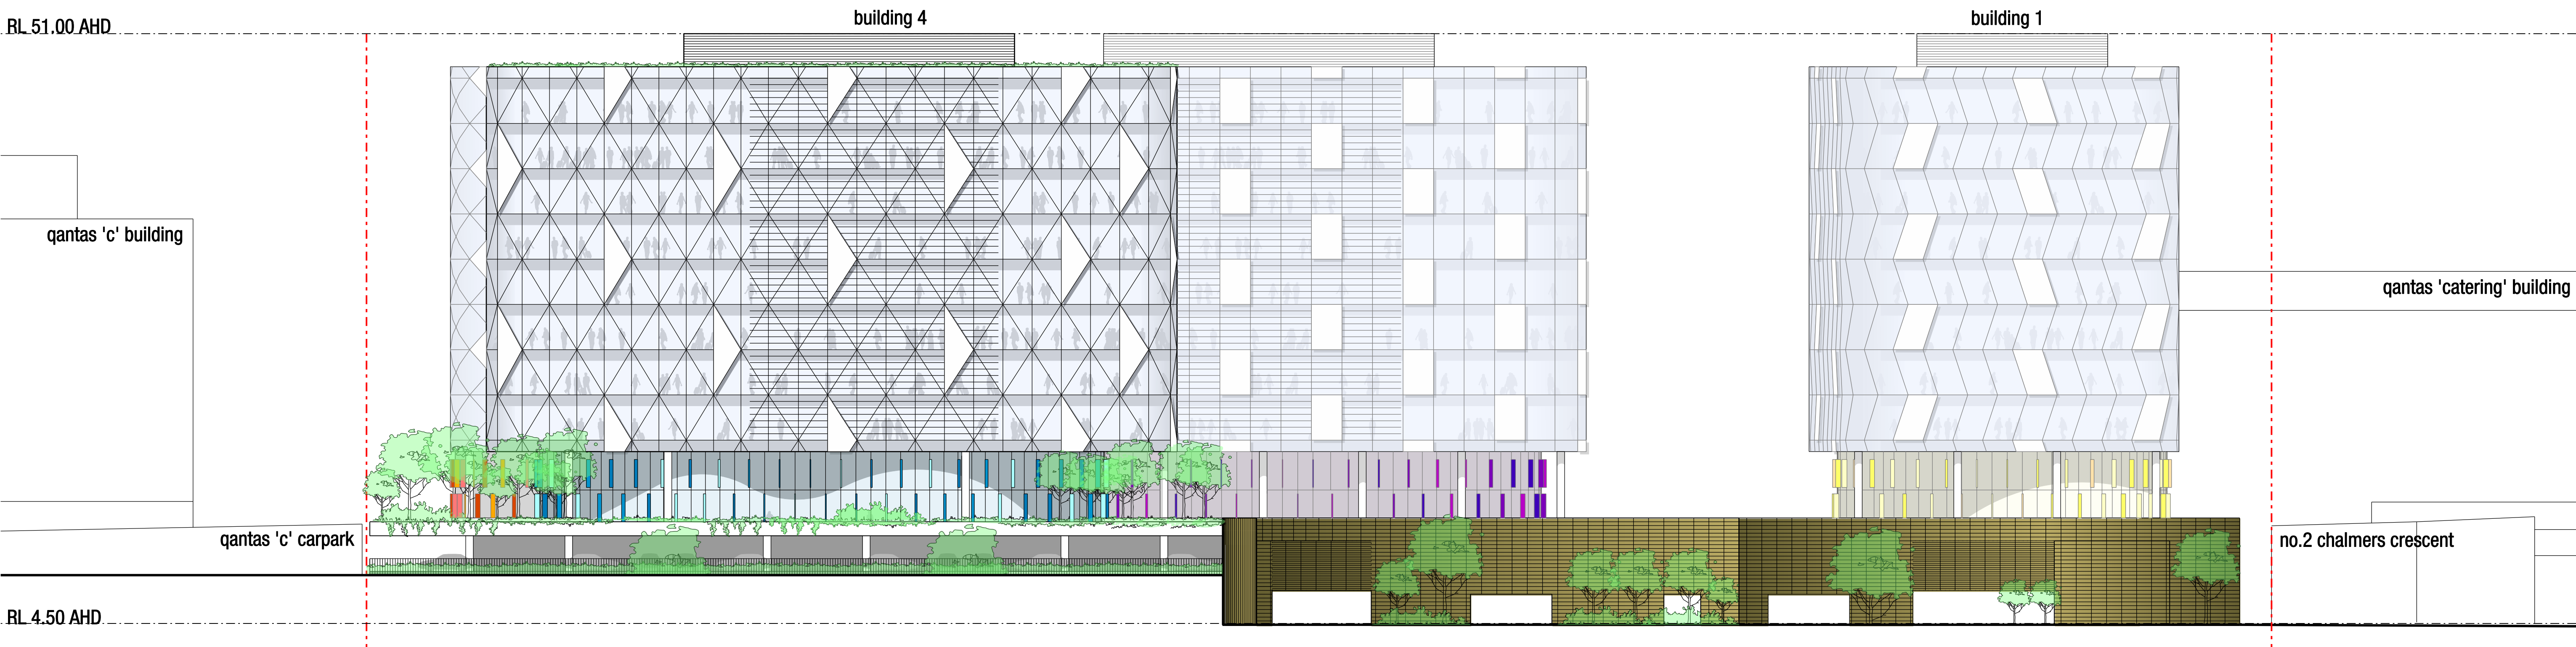 building 4
building 1
RL 51.00 AHD
qantas 'c' building
qantas 'catering' building
qantas 'c' carpark
no.2 chalmers crescent
RL 4.50 AHD